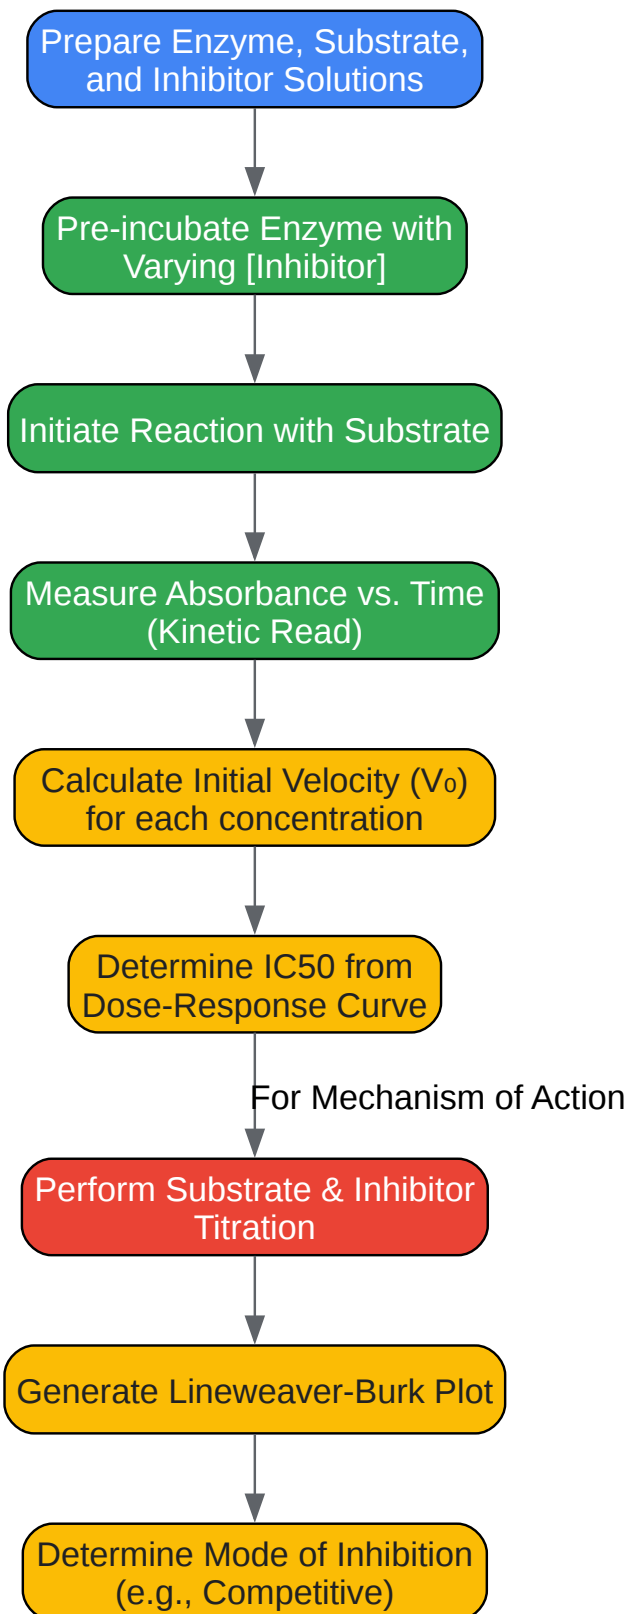 Prepare Enzyme, Substrate,
and Inhibitor Solutions
Pre-incubate Enzyme with
Varying [Inhibitor]
Initiate Reaction with Substrate
Measure Absorbance vs. Time
(Kinetic Read)
Calculate Initial Velocity (V₀)
for each concentration
Determine IC50 from
Dose-Response Curve
For Mechanism of Action
Perform Substrate & Inhibitor
Titration
Generate Lineweaver-Burk Plot
Determine Mode of Inhibition
(e.g., Competitive)